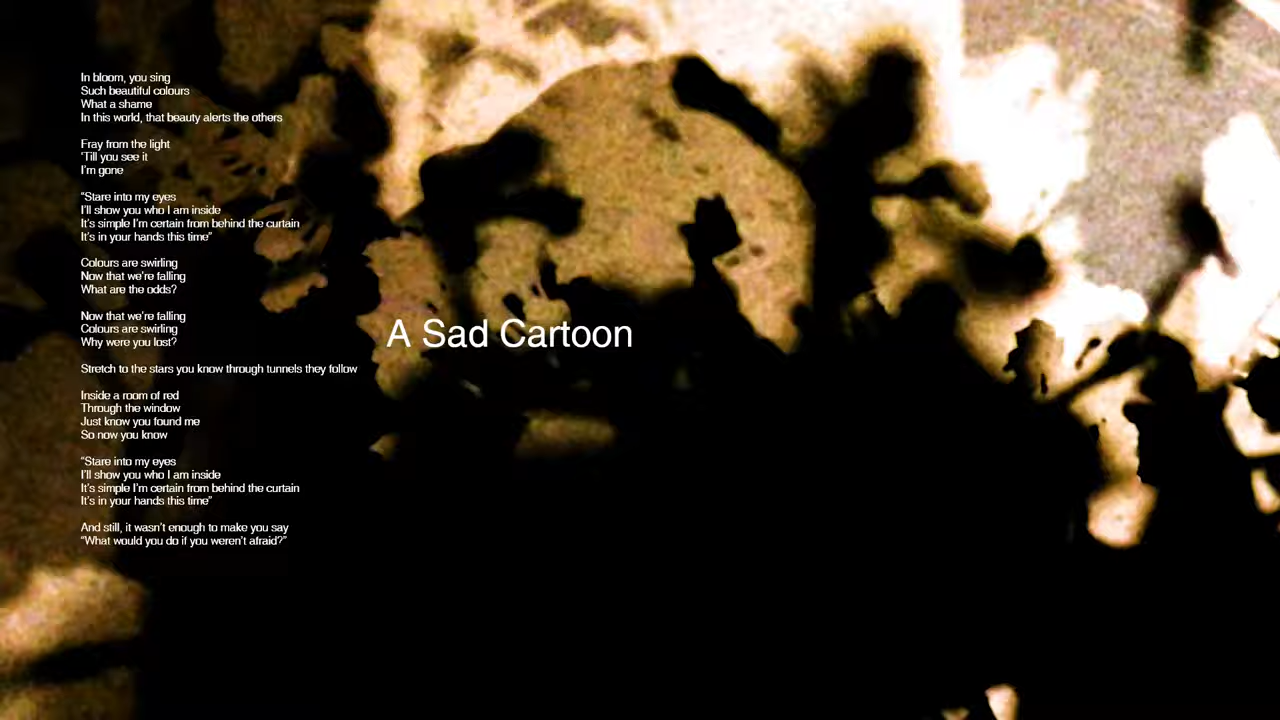 In bloom, you sing
Such beautiful colours
What a shame
In this world, that beauty alerts the others
Fray from the light
'Till you see it
I'm gone
“Stare into my eyes
I'll show you who I am inside
It's simple I'm certain from behind the curtain
It's in your hands this time”
Colours are swirling
Now that we're falling
What are the odds?
Now that we're falling
Colours are swirling
Why were you lost?
Stretch to the stars you know through tunnels they follow
Inside a room of red
Through the window
Just know you found me
So now you know
“Stare into my eyes
I'll show you who I am inside
It's simple I'm certain from behind the curtain
It's in your hands this time”
And still, it wasn't enough to make you say
“What would you do if you weren't afraid?”
A Sad Cartoon